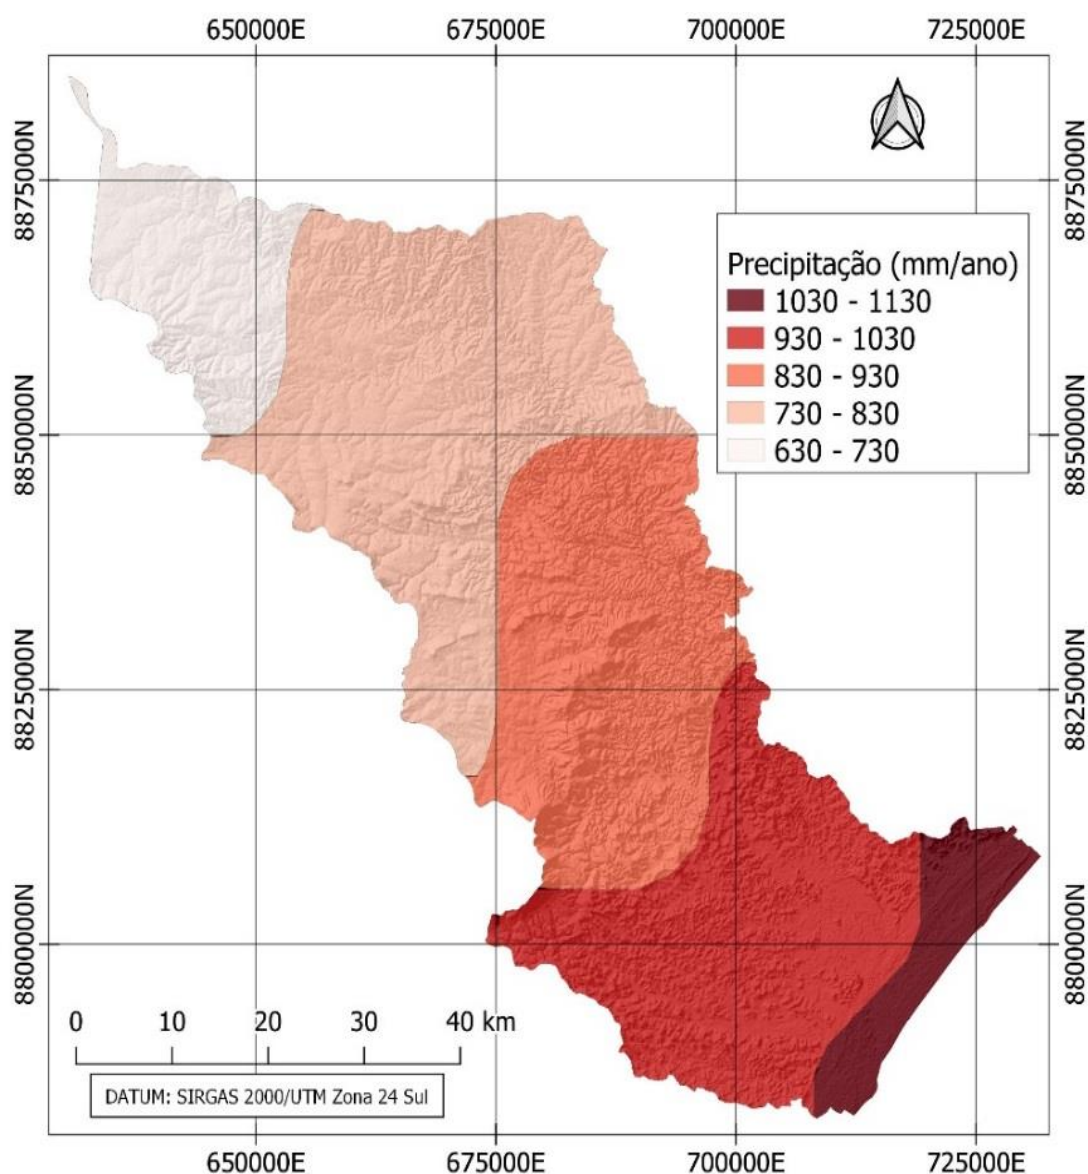 650000E 675000E 700000E 725000E
8875000N
8875000N
Precipitação (mm/ano)
1030 - 1130
930 - 1030
830 - 930
730 - 830
630 - 730
8850000N
8850000N
8825000N
8825000N
8800000N
8800000N
0 10 20 30 40 km
DATUM: SIRGAS 2000/UTM Zona 24 Sul
650000E 675000E 700000E 725000E